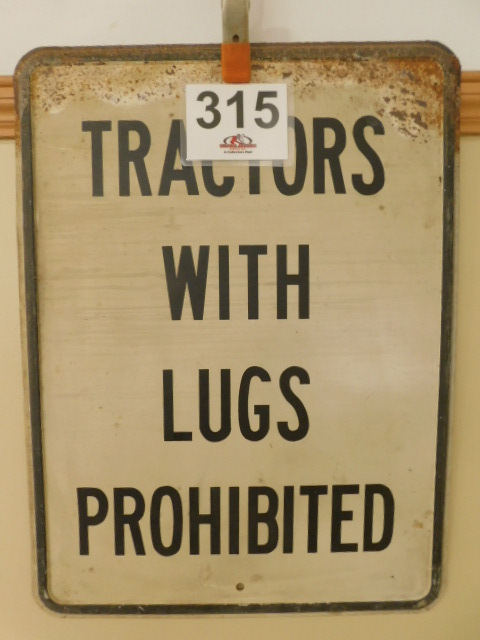 315
TRACTORS
WITH
LUGS
PROHIBITED